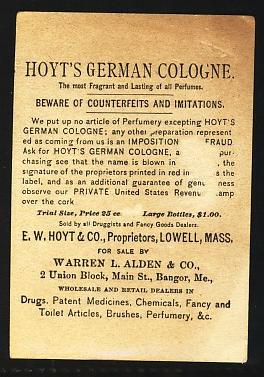 HOYT'S GERMAN COLOGNE.
The most Fragrant and Lasting of all Perfumes.
BEWARE OF COUNTERFEITS AND IMITATIONS.
We put up no article of Perfumery excepting HOYT'S
GERMAN COLOGNE; any other preparation represent
ed as coming from us is an IMPOSITION FRAUD
Ask for HOYT'S GERMAN COLOGNE, a pur-
chasing see that the name is blown in , the
signature of the proprietors printed in red in s the
label, and as an additional guarantee of genu ness
observe our PRIVATE United States Reven amp
over the cork
Trial Size, Price 25 cc Large Bottles, $1.00.
Sold by all Druggists and Fancy Goods Dealers.
E. W. HOYT & CO., Proprietors, LOWELL, MASS.
FOR SALE BY
WARREN L. ALDEN & CO.,
2 Union Block, Main St., Bangor, Me.,
WHOLESALE AND RETAIL DEALERS IN
Drugs, Patent Medicines, Chemicals, Fancy and
Toilet Articles, Brushes, Perfumery, &c.